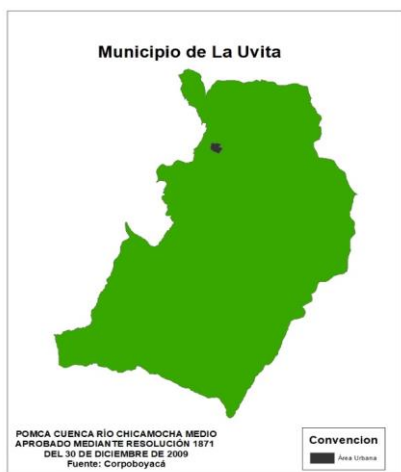 Municipio de La Uvita
POMCA CUENCA RÌO CHICAMOCHA MEDIO
APROBADO MEDIANTE RESOLUCIÓN 1871
DEL 30 DE DICIEMBRE DE 2009
Fuente: Corpoboyacá
Convencion
Área Urbana